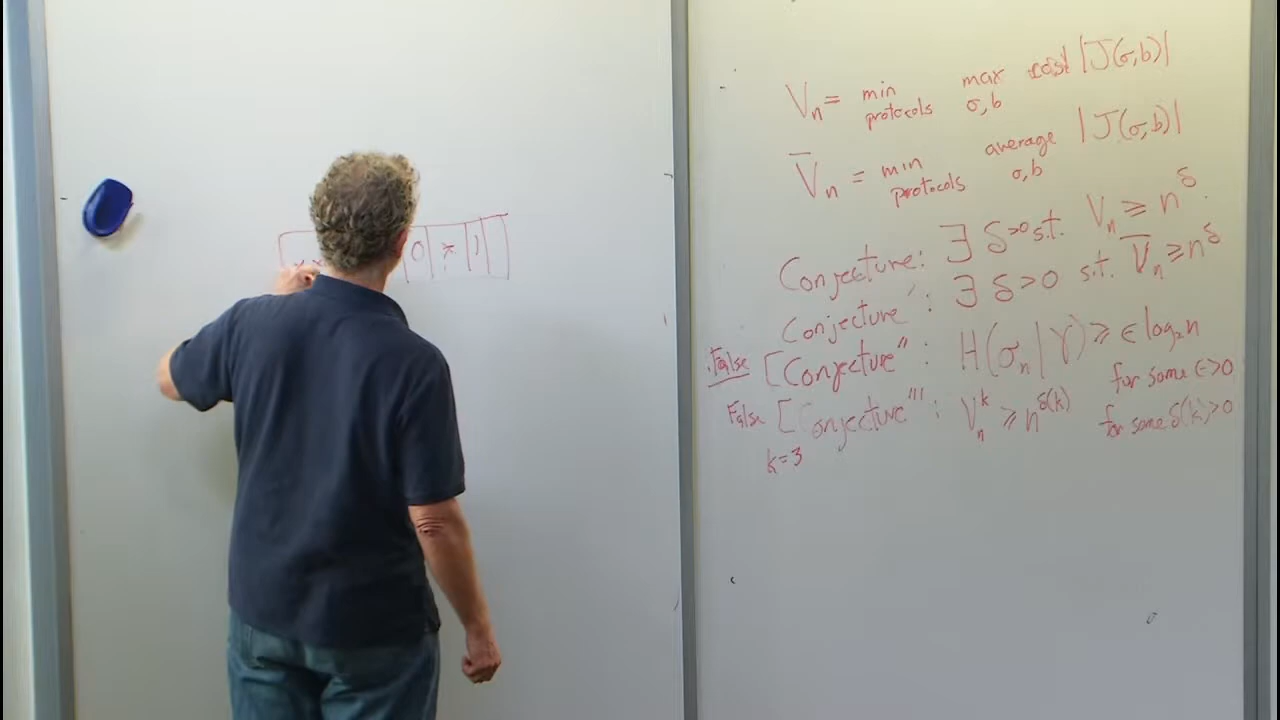 0 * 1
V_n = min protocols max σ,b cost |J(σ,b)|
V̄_n = min protocols average σ,b |J(σ,b)|
Conjecture: ∃ δ>0 s.t. V_n ≥ n^δ.
Conjecture': ∃ δ>0 s.t. V̄_n ≥ n^δ
False [Conjecture'': H(σ_n|Y) ≥ ϵ log₂n
for some ϵ>0
False [Conjecture''': V_n^k ≥ n^δ(k) for some δ(k)>0
k=3